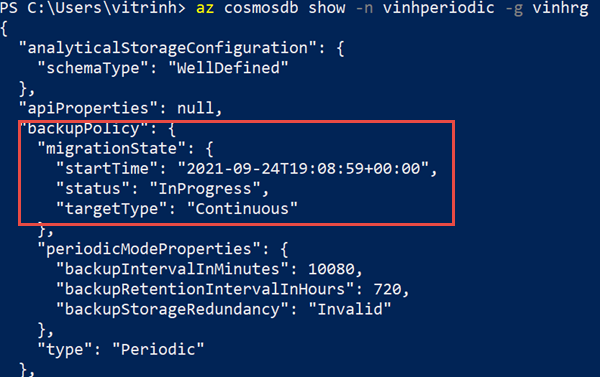 PS C:\Users\vitrinh> az cosmosdb show -n vinhperiodic -g vinhrg
{
  "analyticalStorageConfiguration": {
    "schemaType": "WellDefined"
  },
  "apiProperties": null,
  "backupPolicy": {
    "migrationState": {
      "startTime": "2021-09-24T19:08:59+00:00",
      "status": "InProgress",
      "targetType": "Continuous"
    },
    "periodicModeProperties": {
      "backupIntervalInMinutes": 10080,
      "backupRetentionIntervalInHours": 720,
      "backupStorageRedundancy": "Invalid"
    },
    "type": "Periodic"
  },